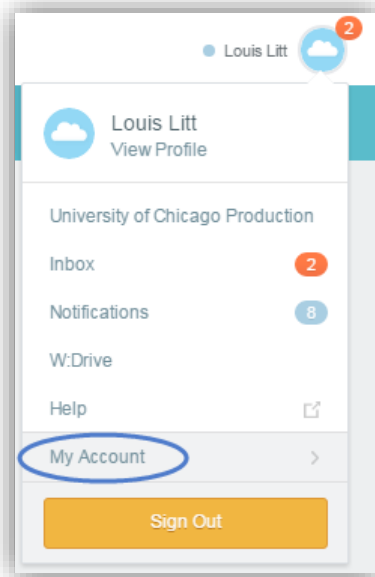 2
Louis Litt
Louis Litt
View Profile
University of Chicago Production
Inbox 2
Notifications 8
W:Drive
Help
My Account
Sign Out